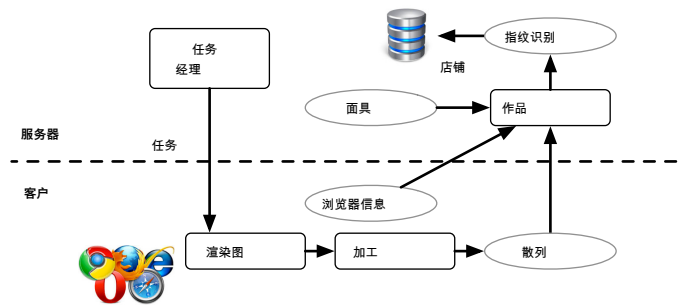 任务
经理
指纹识别
店铺
面具
作品
服务器
任务
客户
浏览器信息
渲染图
加工
散列